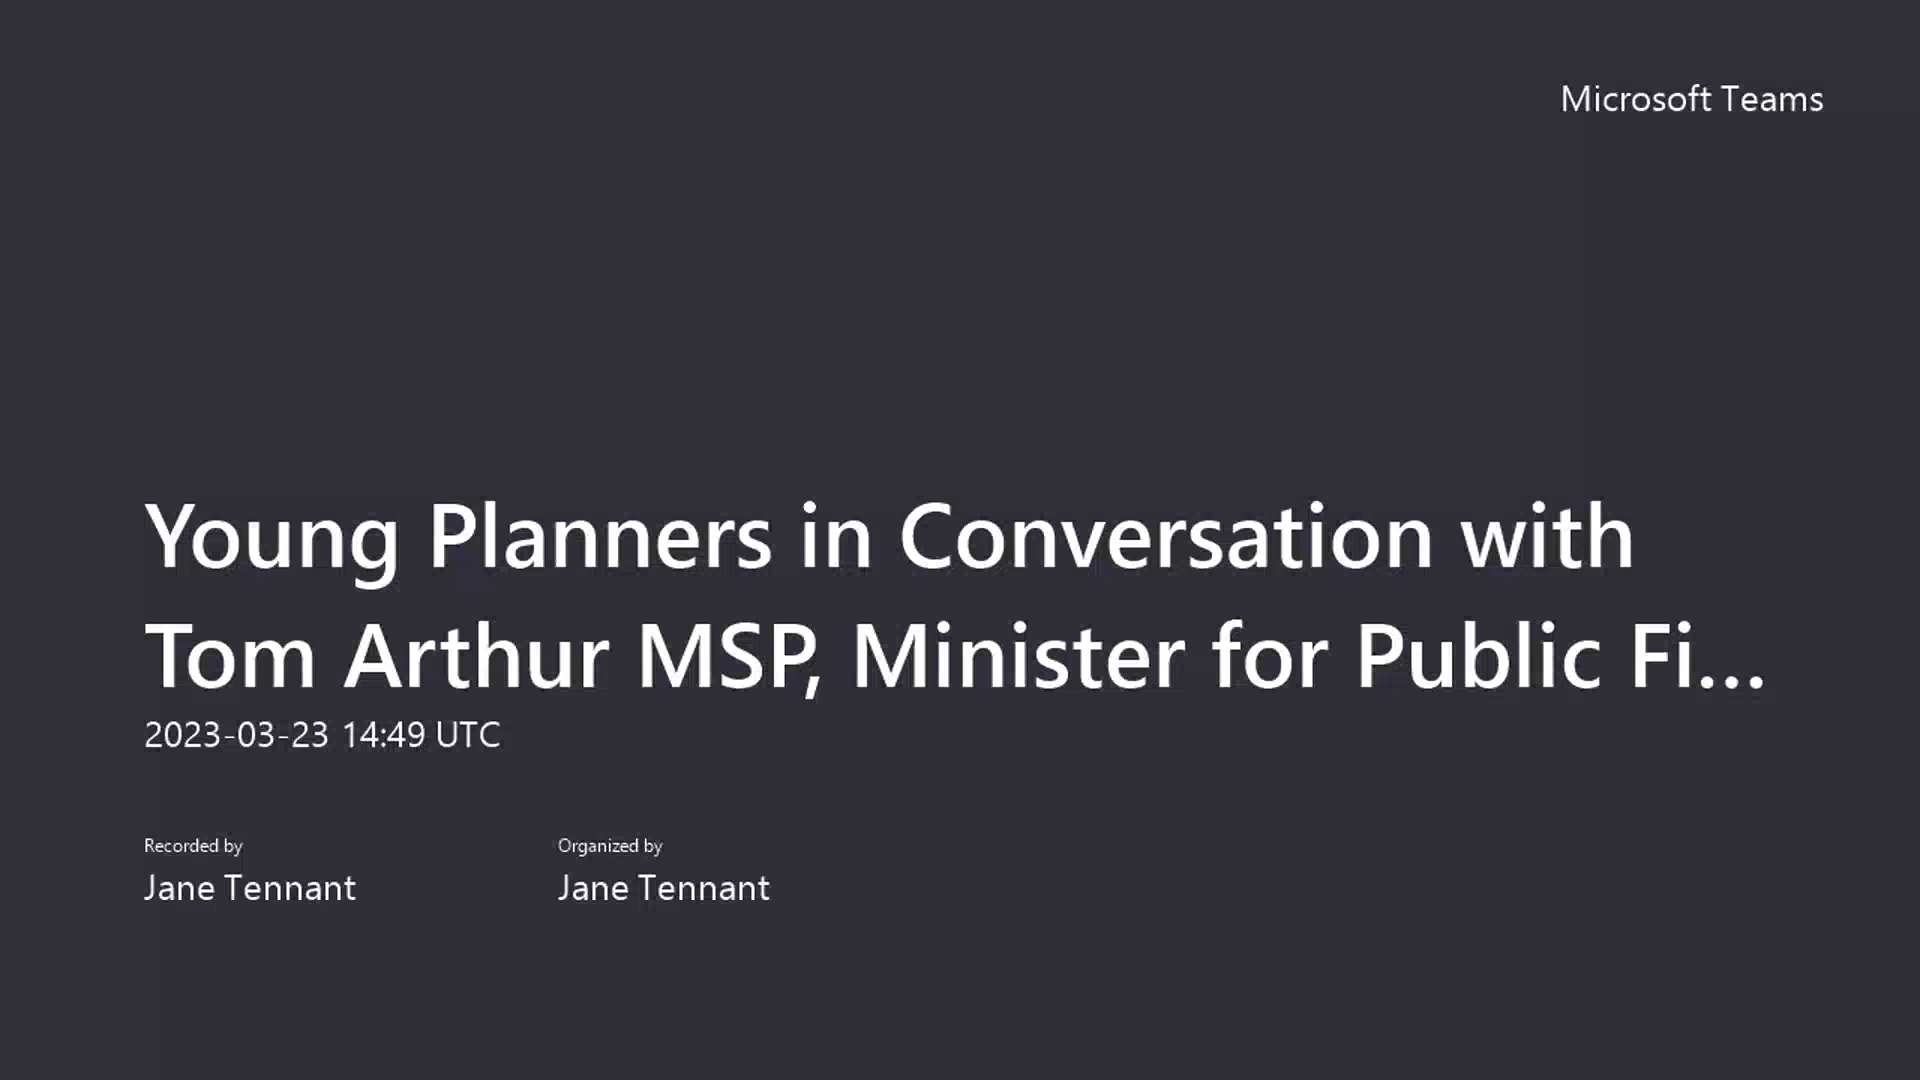 Microsoft Teams
Young Planners in Conversation with
Tom Arthur MSP, Minister for Public Fi...
2023-03-23 14:49 UTC
Recorded by
Jane Tennant
Organized by
Jane Tennant